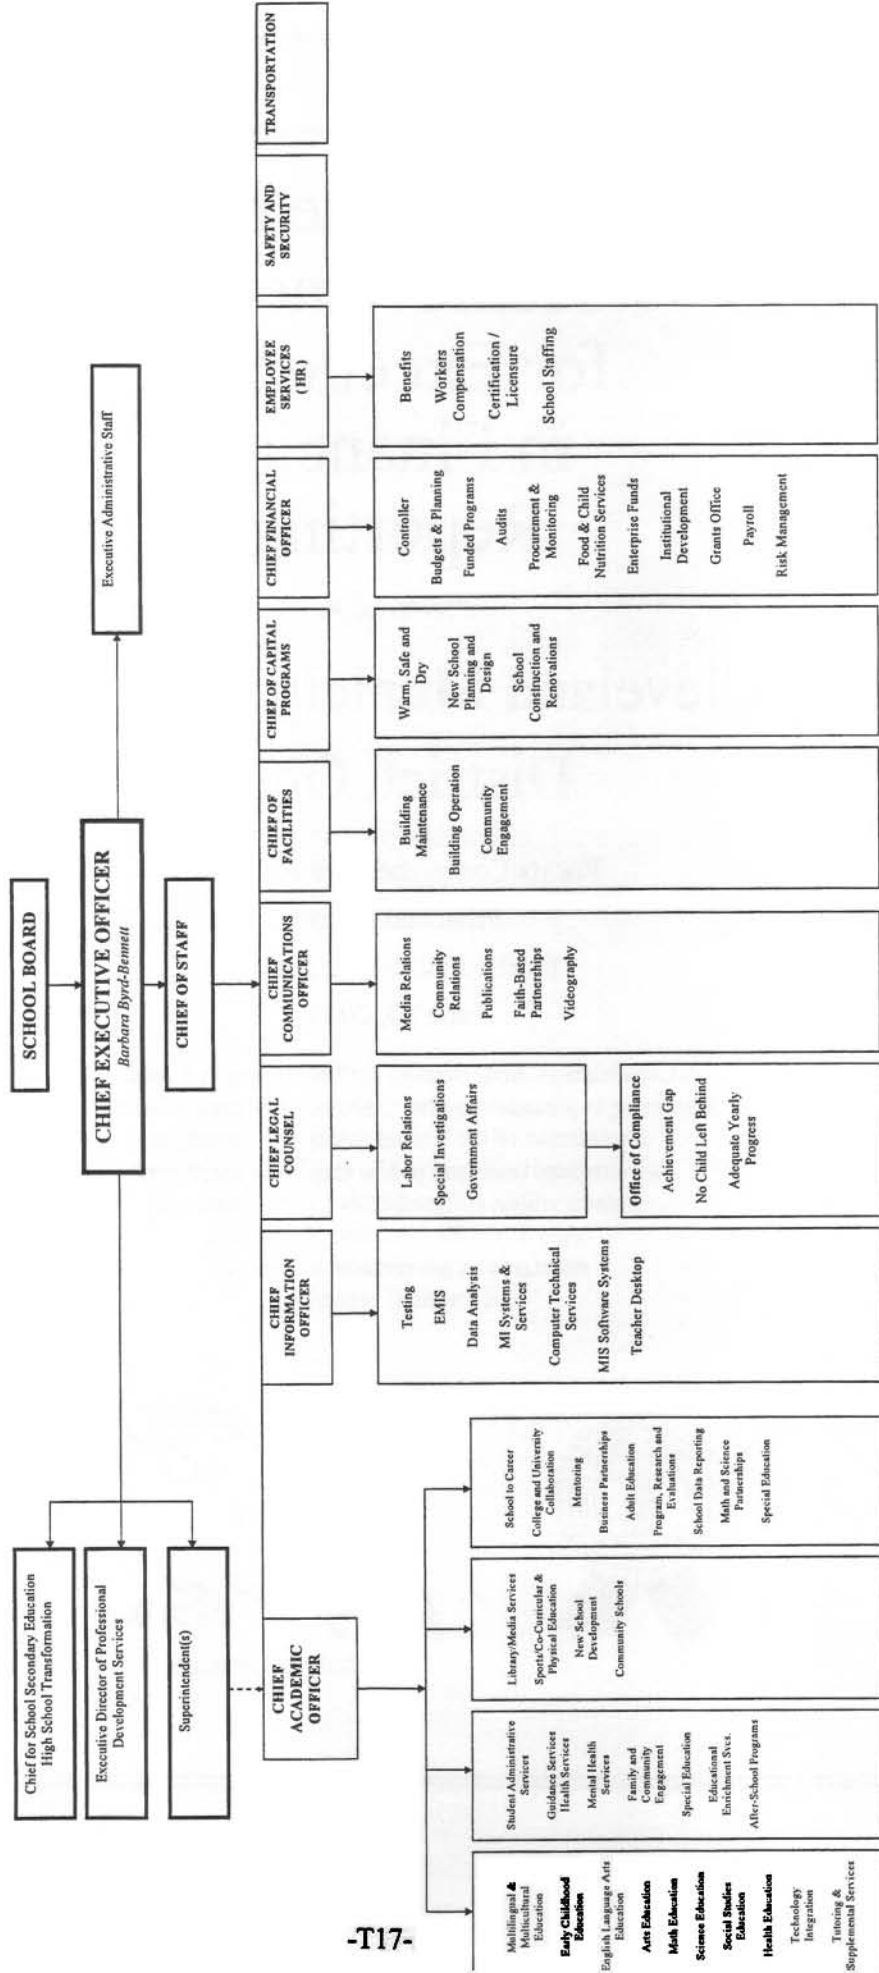 SCHOOL BOARD
CHIEF EXECUTIVE OFFICER
Barbara Byrd-Bennett
Executive Administrative Staff
CHIEF OF STAFF
Chief for School Secondary Education
High School Transformation
Executive Director of Professional
Development Services
Superintendent(s)
CHIEF
ACADEMIC
OFFICER
CHIEF
INFORMATION
OFFICER
CHIEF LEGAL
COUNSEL
CHIEF
COMMUNICATIONS
OFFICER
CHIEF OF
FACILITIES
CHIEF OF CAPITAL
PROGRAMS
CHIEF FINANCIAL
OFFICER
EMPLOYEE
SERVICES
(HR)
SAFETY AND
SECURITY
TRANSPORTATION
Multilingual &
Multicultural
Education
Early Childhood
Education
English Language Arts
Education
Arts Education
Math Education
Science Education
Social Studies
Education
Health Education
Technology
Integration
Tutoring &
Supplemental Services
Student Administrative
Services
Guidance Services
Health Services
Mental Health
Services
Family and
Community
Engagement
Special Education
Educational
Enrichment Svcs.
After-School Programs
Library/Media Services
Sports/Co-Curricular &
Physical Education
New School
Development
Community Schools
School to Career
College and University
Collaboration
Mentoring
Business Partnerships
Adult Education
Program, Research and
Evaluations
School Data Reporting
Math and Science
Partnerships
Special Education
Testing
EMIS
Data Analysis
MI Systems &
Services
Computer Technical
Services
MIS Software Systems
Teacher Desktop
Labor Relations
Special Investigations
Government Affairs
Office of Compliance
Achievement Gap
No Child Left Behind
Adequate Yearly
Progress
Media Relations
Community
Relations
Publications
Faith-Based
Partnerships
Videography
Building
Maintenance
Building Operation
Community
Engagement
Warm, Safe and
Dry
New School
Planning and
Design
School
Construction and
Renovations
Controller
Budgets & Planning
Funded Programs
Audits
Procurement &
Monitoring
Food & Child
Nutrition Services
Enterprise Funds
Institutional
Development
Grants Office
Payroll
Risk Management
Benefits
Workers
Compensation
Certification /
Licensure
School Staffing
-T17-